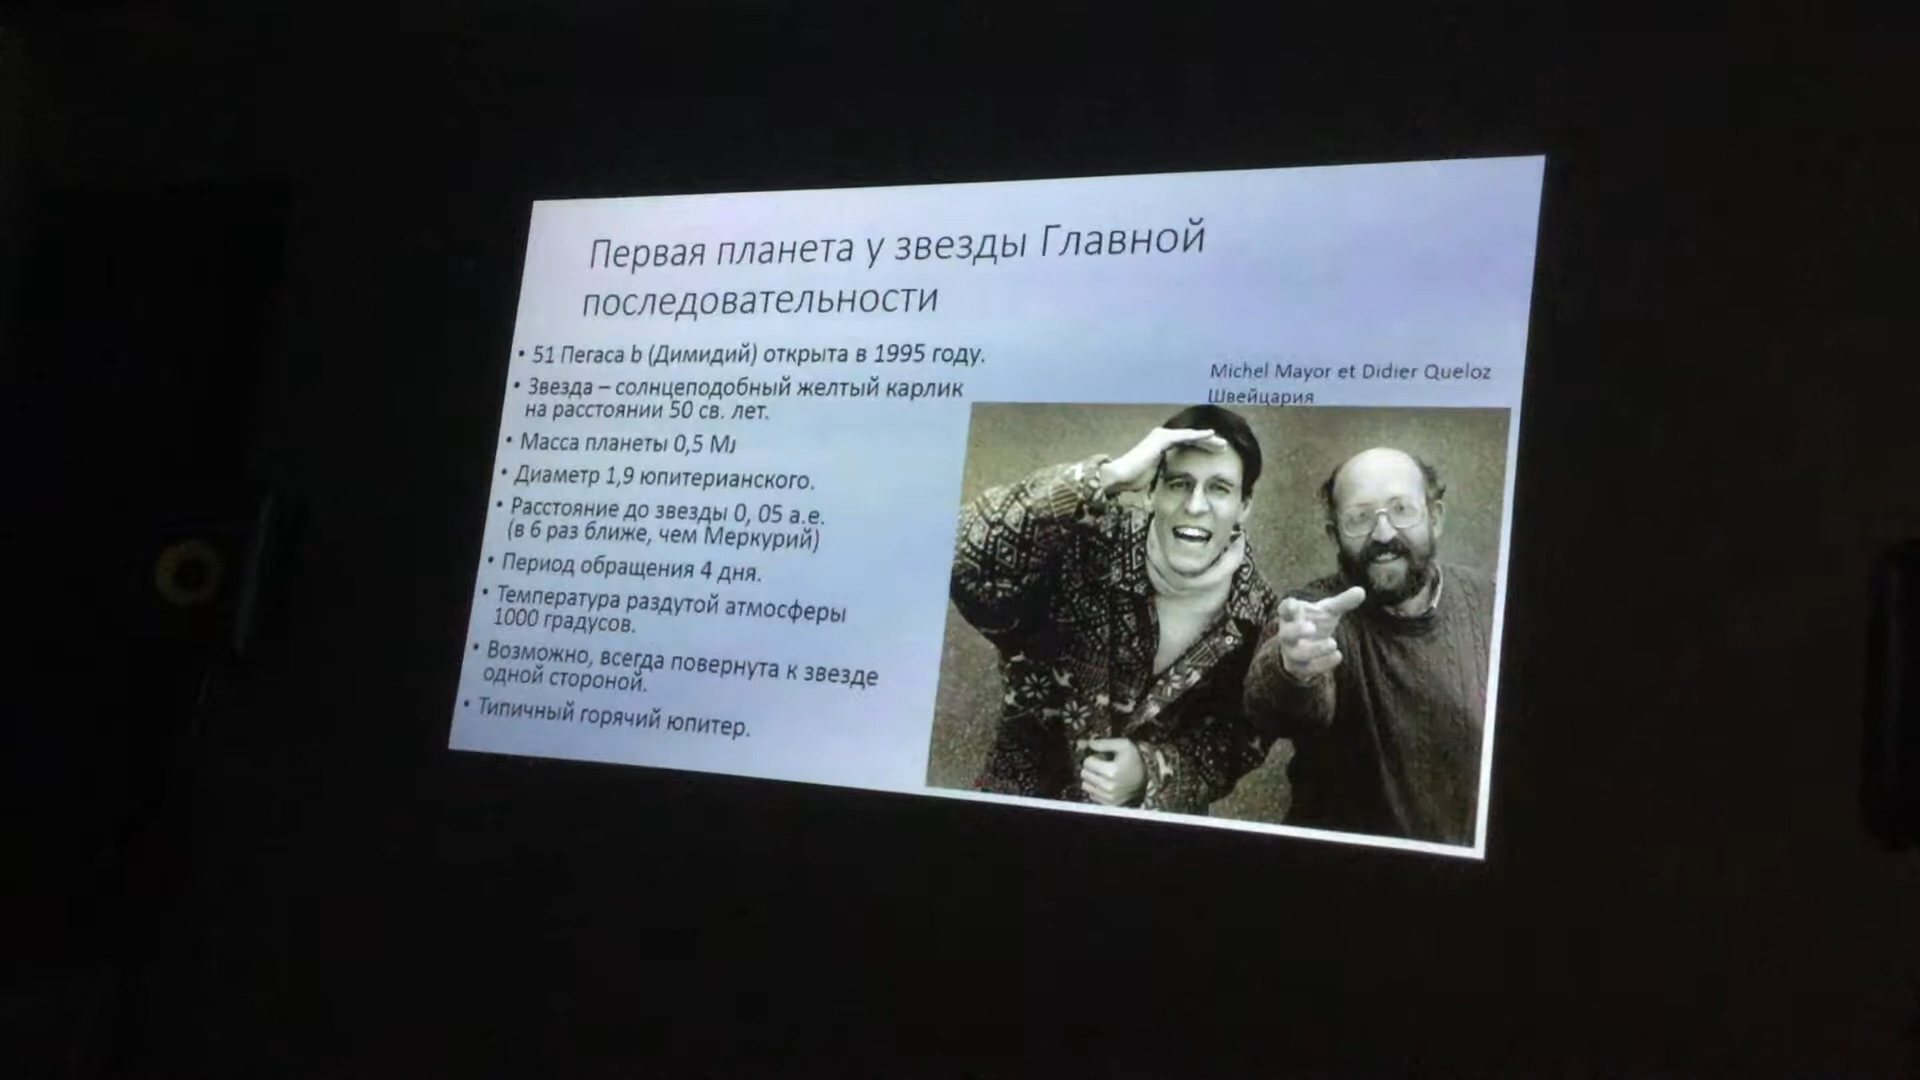 Первая планета у звезды Главной
последовательности
• 51 Пегаса b (Димидий) открыта в 1995 году.
• Звезда – солнцеподобный желтый карлик
на расстоянии 50 св. лет.
• Масса планеты 0,5 MJ
• Диаметр 1,9 юпитерианского.
• Расстояние до звезды 0, 05 а.е.
(в 6 раз ближе, чем Меркурий)
• Период обращения 4 дня.
• Температура раздутой атмосферы
1000 градусов.
• Возможно, всегда повернута к звезде
одной стороной.
• Типичный горячий юпитер.
Michel Mayor et Didier Queloz
Швейцария